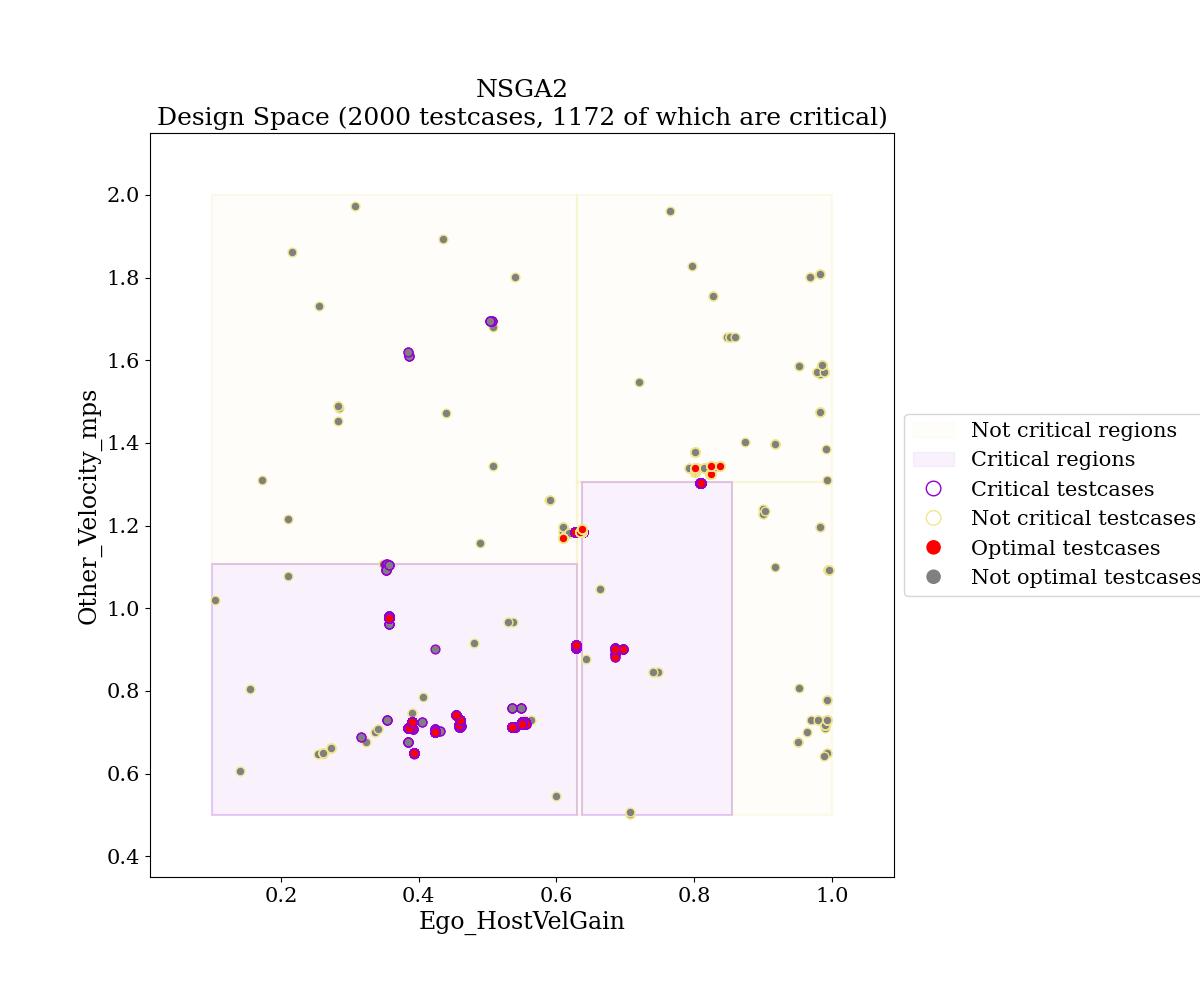 NSGA2
Design Space (2000 testcases, 1172 of which are critical)
Other_Velocity_mps
2.0
1.8
1.6
1.4
1.2
1.0
0.8
0.6
0.4
0.2
0.4
0.6
0.8
1.0
Ego_HostVelGain
Not critical regions
Critical regions
Critical testcases
Not critical testcases
Optimal testcases
Not optimal testcases